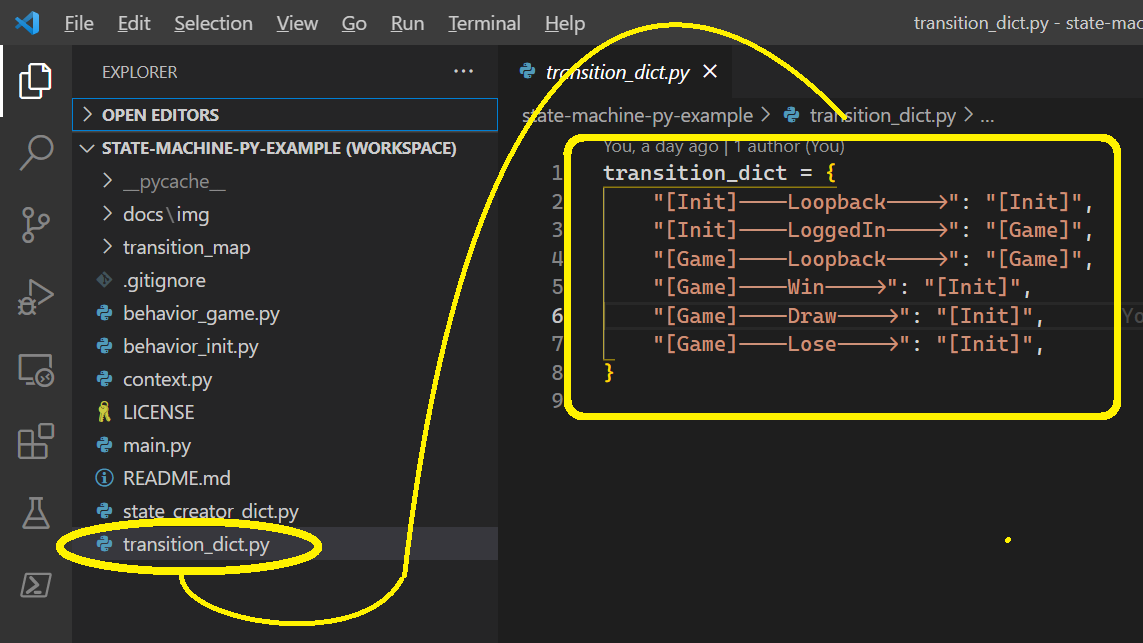 File Edit Selection View Go Run Terminal Help
transition_dict.py - state-mac
EXPLORER ...
OPEN EDITORS
STATE-MACHINE-PY-EXAMPLE (WORKSPACE)
__pycache__
docs\img
transition_map
.gitignore
behavior_game.py
behavior_init.py
context.py
LICENSE
main.py
README.md
state_creator_dict.py
transition_dict.py
transition_dict.py
state-machine-py-example > transition_dict.py > ...
You, a day ago | 1 author (You)
1 transition_dict = {
2 "[Init]————Loopback————>": "[Init]",
3 "[Init]————LoggedIn————>": "[Game]",
4 "[Game]————Loopback————>": "[Game]",
5 "[Game]————Win————>": "[Init]",
6 "[Game]————Draw————>": "[Init]", Yo
7 "[Game]————Lose————>": "[Init]",
8 }
9